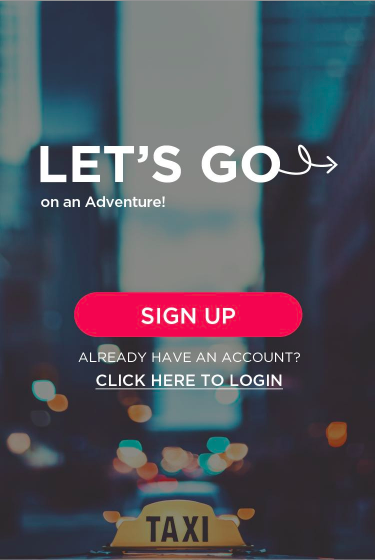 LET'S GO
on an Adventure!
SIGN UP
ALREADY HAVE AN ACCOUNT?
CLICK HERE TO LOGIN
TAXI